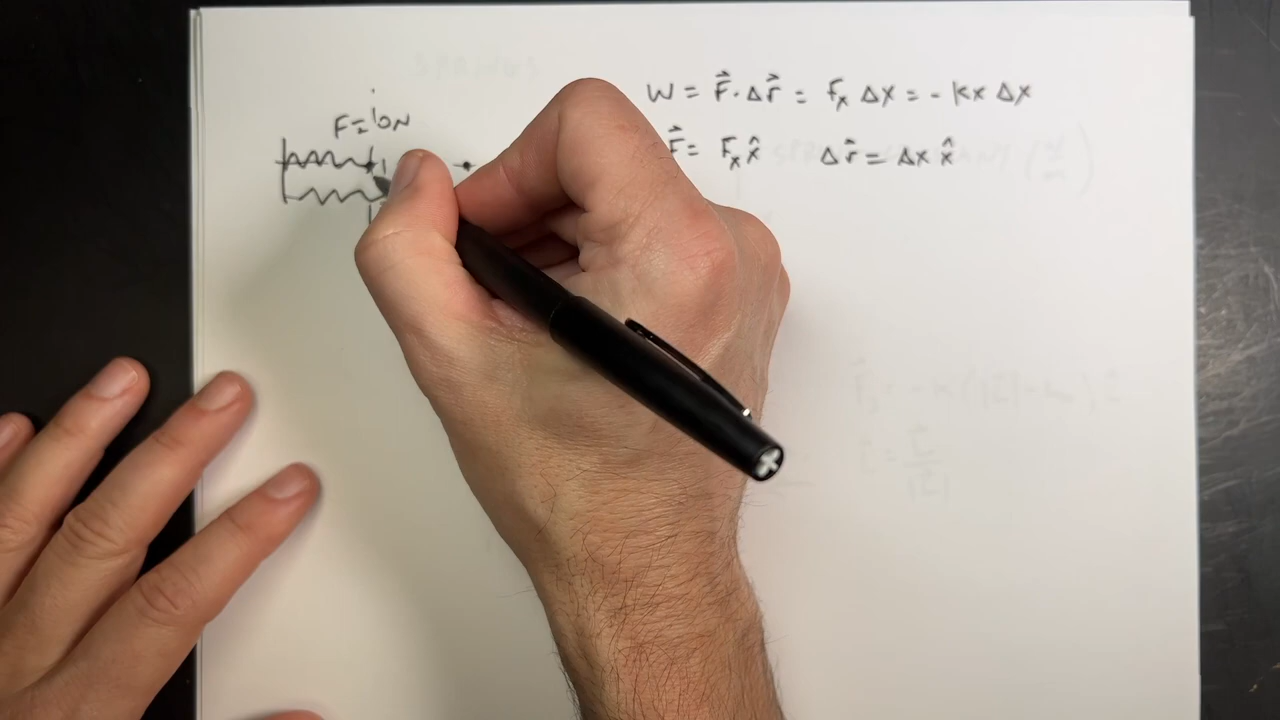 W = F⃗ · Δr⃗ = Fₓ Δx = - kx Δx
F = 10N
F⃗ = Fₓ x̂    Δr⃗ = Δx x̂